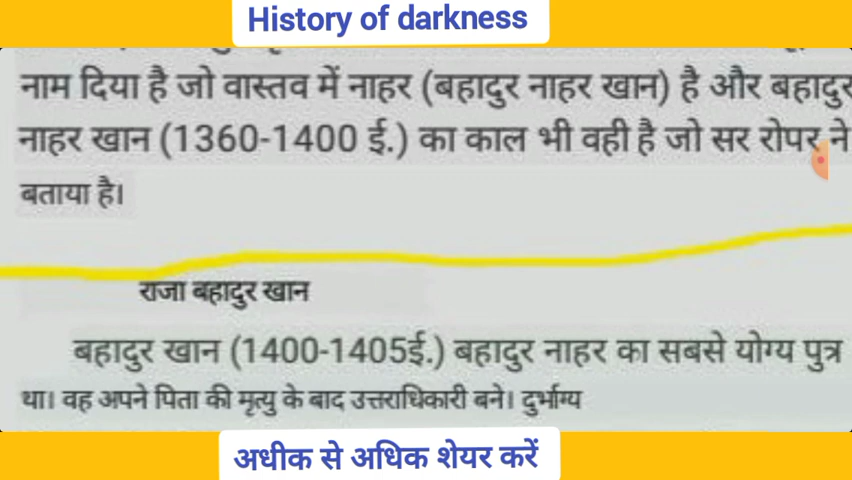 History of darkness
नाम दिया है जो वास्तव में नाहर (बहादुर नाहर खान) है और बहादुर
नाहर खान (1360-1400 ई.) का काल भी वही है जो सर रोपर ने
बताया है।
राजा बहादुर खान
बहादुर खान (1400-1405ई.) बहादुर नाहर का सबसे योग्य पुत्र
था। वह अपने पिता की मृत्यु के बाद उत्तराधिकारी बने। दुर्भाग्य
अधीक से अधिक शेयर करें